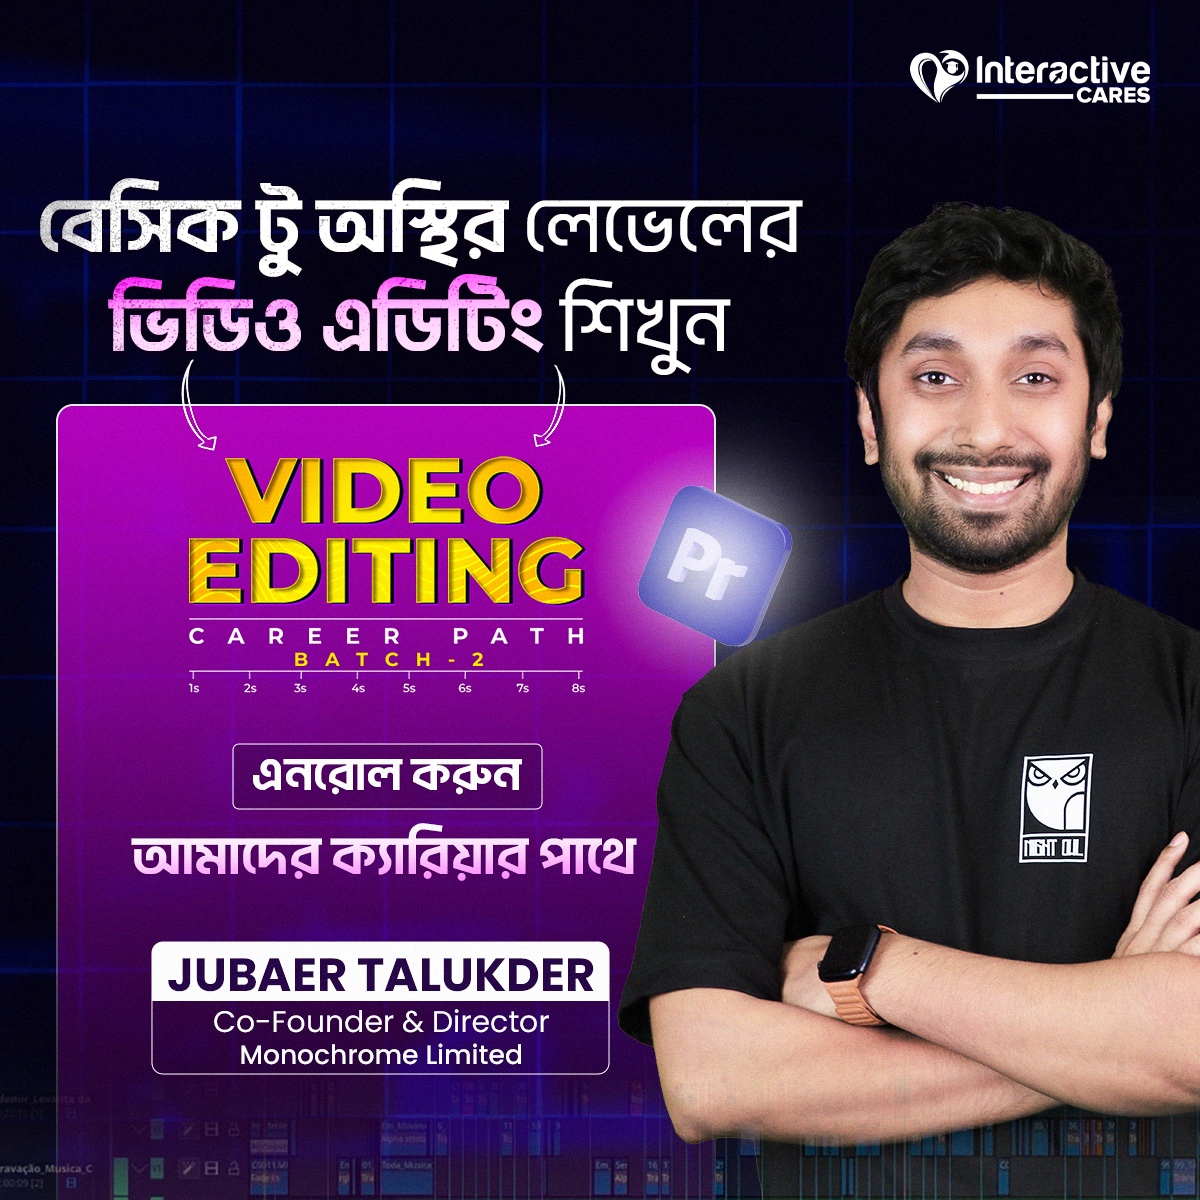 Interactive
CARES
বেসিক টু অস্থির লেভেলের
ভিডিও এডিটিং শিখুন
VIDEO
EDITING
CAREER PATH
BATCH-2
1s 2s 3s 4s 5s 6s 7s 8s
Pr
এনরোল করুন
আমাদের ক্যারিয়ার পাথে
NIGHT OWL
JUBAER TALUKDER
Co-Founder & Director
Monochrome Limited